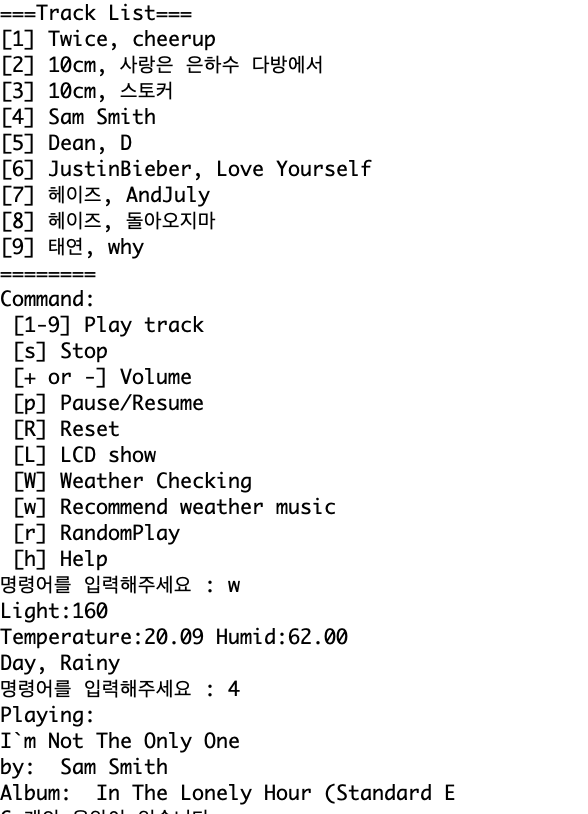 ===Track List===
[1] Twice, cheerup
[2] 10cm, 사랑은 은하수 다방에서
[3] 10cm, 스토커
[4] Sam Smith
[5] Dean, D
[6] JustinBieber, Love Yourself
[7] 헤이즈, AndJuly
[8] 헤이즈, 돌아오지마
[9] 태연, why
========
Command:
[1-9] Play track
[s] Stop
[+ or -] Volume
[p] Pause/Resume
[R] Reset
[L] LCD show
[W] Weather Checking
[w] Recommend weather music
[r] RandomPlay
[h] Help
명령어를 입력해주세요 : w
Light:160
Temperature:20.09 Humid:62.00
Day, Rainy
명령어를 입력해주세요 : 4
Playing:
I`m Not The Only One
by:  Sam Smith
Album:  In The Lonely Hour (Standard E